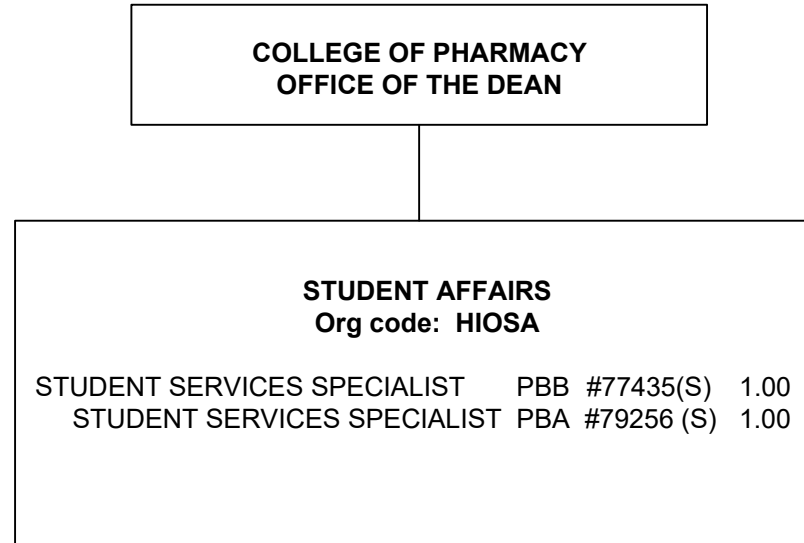 COLLEGE OF PHARMACY
OFFICE OF THE DEAN
STUDENT AFFAIRS
Org code: HIOSA
STUDENT SERVICES SPECIALIST PBB #77435(S) 1.00
STUDENT SERVICES SPECIALIST PBA #79256 (S) 1.00